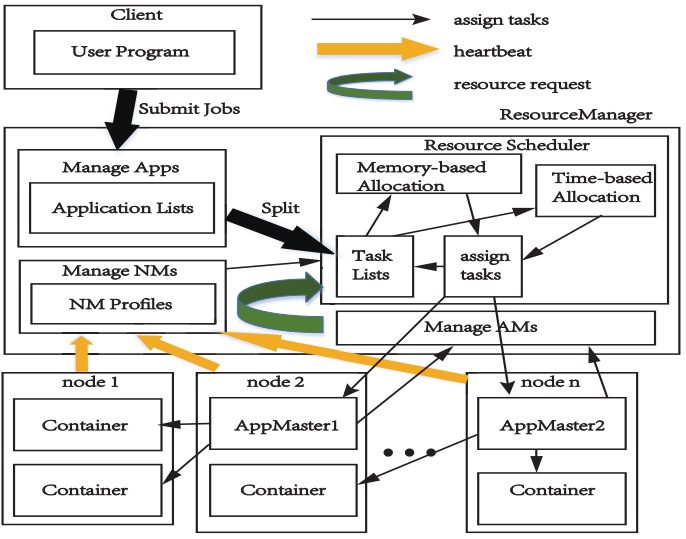 Client
User Program
assign tasks
heartbeat
resource request
Submit Jobs
ResourceManager
Manage Apps
Application Lists
Split
Resource Scheduler
Memory-based
Allocation
Time-based
Allocation
Task
Lists
assign
tasks
Manage NMs
NM Profiles
Manage AMs
node 1
Container
Container
node 2
AppMaster1
Container
node n
AppMaster2
Container